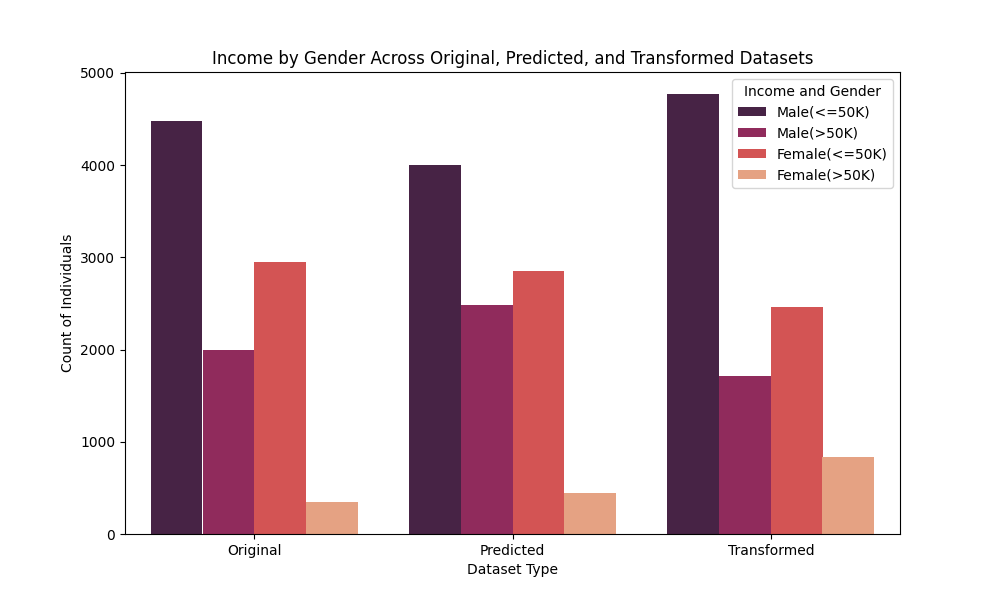 Income by Gender Across Original, Predicted, and Transformed Datasets
Income and Gender
Male(<=50K)
Male(>50K)
Female(<=50K)
Female(>50K)
Count of Individuals
5000
4000
3000
2000
1000
0
Original
Predicted
Transformed
Dataset Type